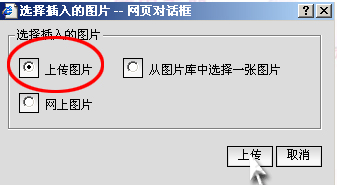 选择插入的图片 -- 网页对话框
选择插入的图片
上传图片 从图片库中选择一张图片
网上图片
上传 取消